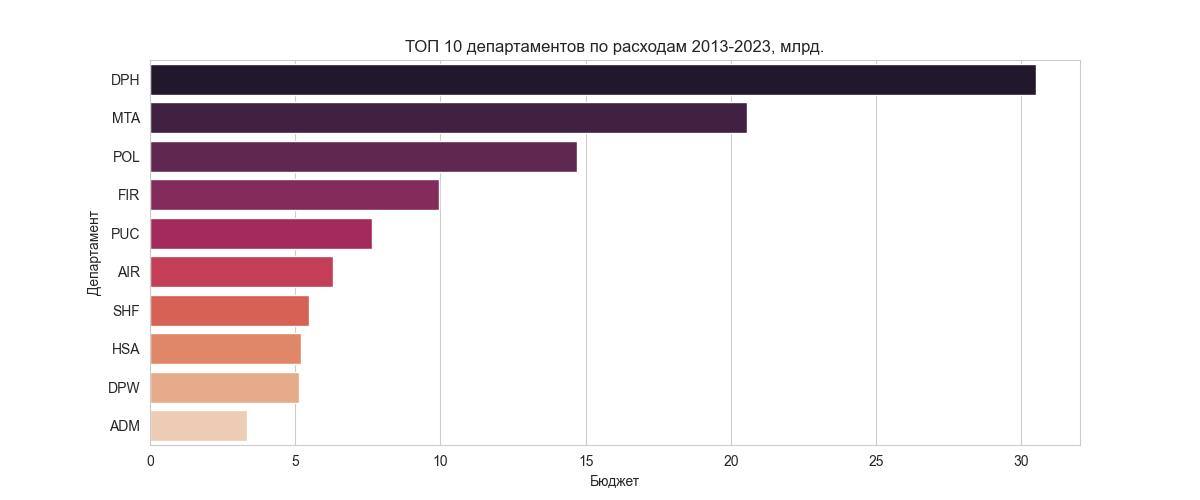 ТОП 10 департаментов по расходам 2013-2023, млрд.
DPH
MTA
POL
FIR
PUC
AIR
SHF
HSA
DPW
ADM
Департамент
0 5 10 15 20 25 30
Бюджет